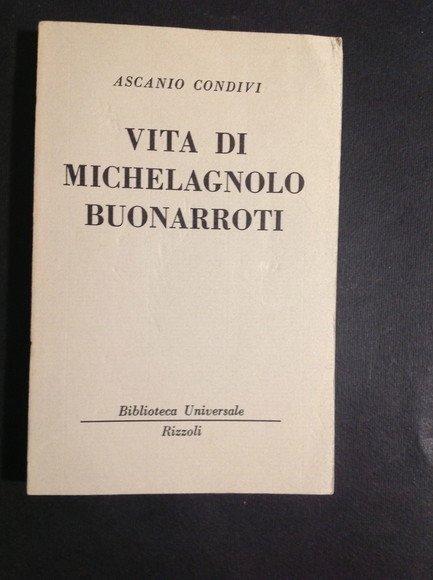 ASCANIO CONDIVI
VITA DI
MICHELAGNOLO
BUONARROTI
Biblioteca Universale
Rizzoli